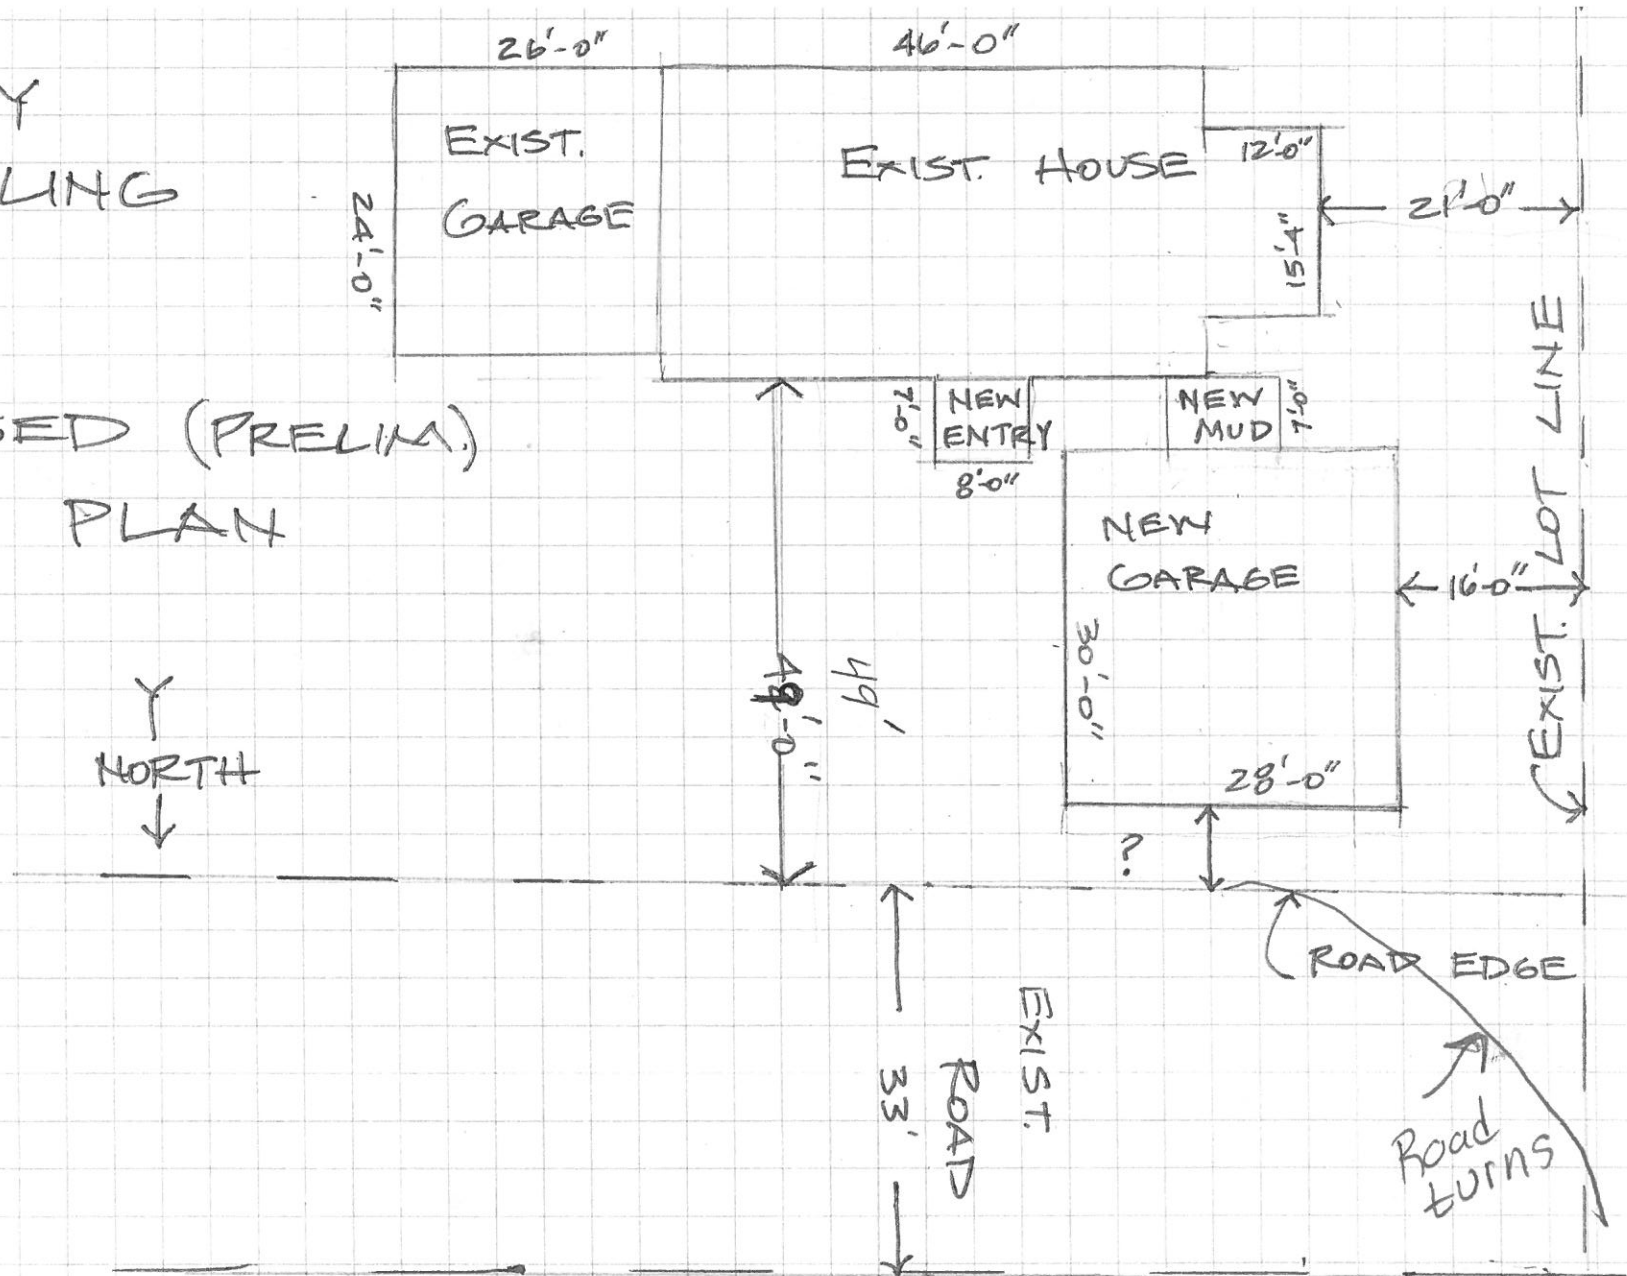 26'-0"
46'-0"
Y
LING
EXIST.
GARAGE
24'-0"
EXIST. HOUSE
12'-0"
15'-4"
21'-0"
SED (PRELIM.)
PLAN
7'-0"
NEW
ENTRY
8'-0"
NEW
MUD
7'-0"
NEW
GARAGE
30'-0"
28'-0"
16'-0"
EXIST. LOT LINE
49'
Y
NORTH
?
ROAD EDGE
EXIST.
ROAD
33'
Road
turns